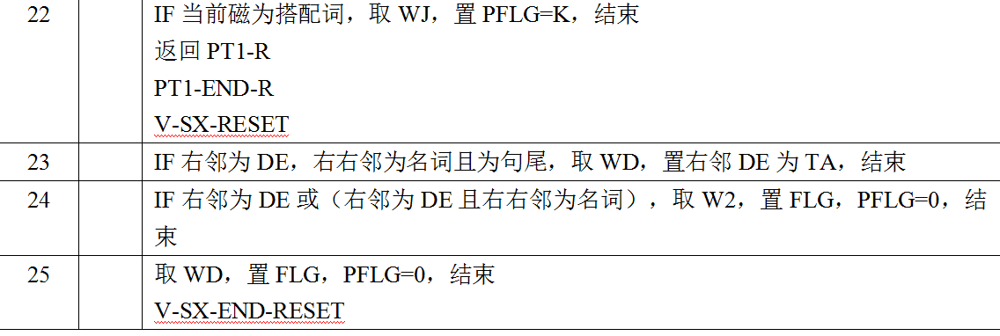 22 IF 当前磁为搭配词，取 WJ，置 PFLG=K，结束
返回 PT1-R
PT1-END-R
V-SX-RESET
23 IF 右邻为 DE，右右邻为名词且为句尾，取 WD，置右邻 DE 为 TA，结束
24 IF 右邻为 DE 或（右邻为 DE 且右右邻为名词），取 W2，置 FLG，PFLG=0，结
束
25 取 WD，置 FLG，PFLG=0，结束
V-SX-END-RESET